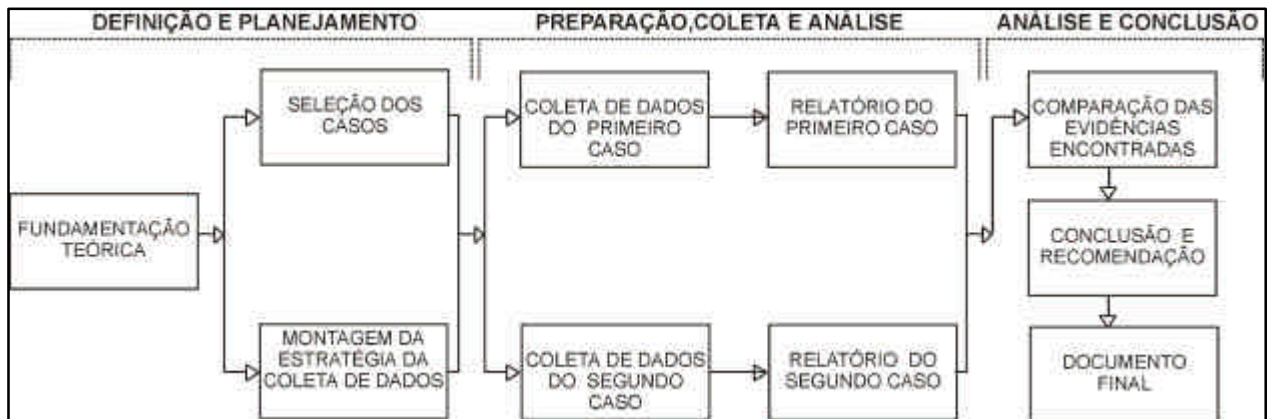 DEFINIÇÃO E PLANEJAMENTO
PREPARAÇÃO,COLETA E ANÁLISE
ANÁLISE E CONCLUSÃO
FUNDAMENTAÇÃO
TEÓRICA
SELEÇÃO DOS
CASOS
MONTAGEM DA
ESTRATÉGIA DA
COLETA DE DADOS
COLETA DE DADOS
DO PRIMEIRO
CASO
RELATÓRIO DO
PRIMEIRO CASO
COLETA DE DADOS
DO SEGUNDO
CASO
RELATÓRIO DO
SEGUNDO CASO
COMPARAÇÃO DAS
EVIDÊNCIAS
ENCONTRADAS
CONCLUSÃO E
RECOMENDAÇÃO
DOCUMENTO
FINAL